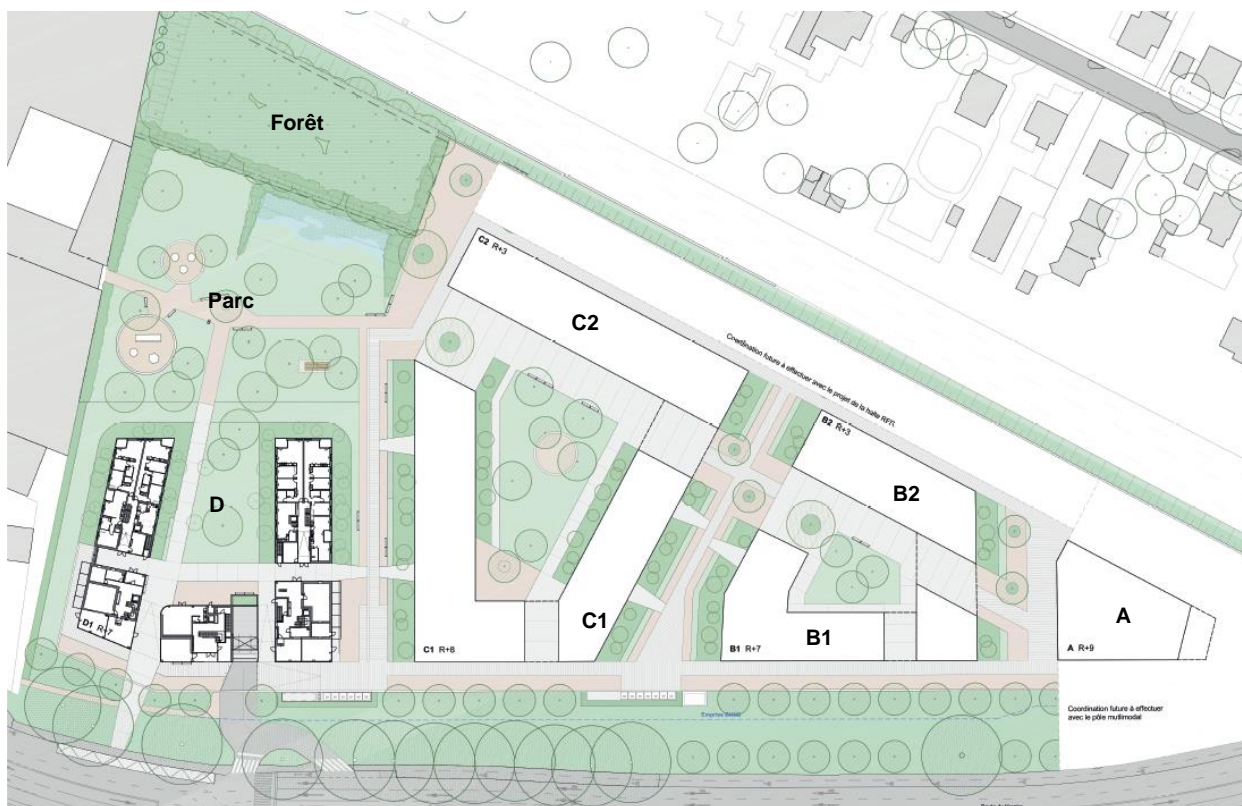 Forêt
C2 R+3
Parc
C2
Coordination future à effectuer avec le projet de la halte RFR
B2 R+3
B2
D
A
D1 R+7
C1
B1
C1 R+8
B1 R+7
A R+9
Coordination future à effectuer
avec le pôle multimodal